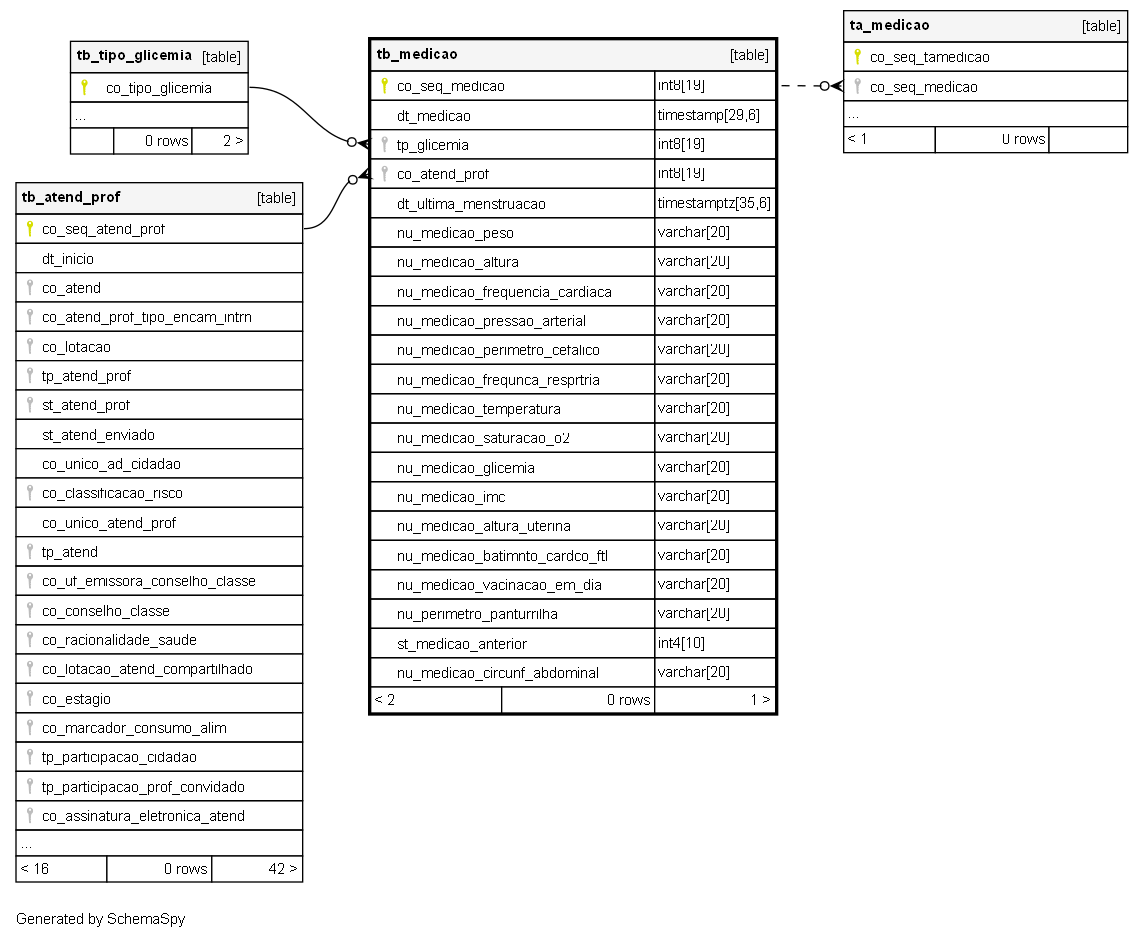 tb_tipo_glicemia [table]
co_tipo_glicemia
...
0 rows 2 >
tb_atend_prof [table]
co_seq_atend_prof
dt_inicio
co_atend
co_atend_prof_tipo_encam_intrn
co_lotacao
tp_atend_prof
st_atend_prof
st_atend_enviado
co_unico_ad_cidadao
co_classificacao_risco
co_unico_atend_prof
tp_atend
co_uf_emissora_conselho_classe
co_conselho_classe
co_racionalidade_saude
co_lotacao_atend_compartilhado
co_estagio
co_marcador_consumo_alim
tp_participacao_cidadao
tp_participacao_prof_convidado
co_assinatura_eletronica_atend
...
< 16 0 rows 42 >
tb_medicao [table]
co_seq_medicao int8[19]
dt_medicao timestamp[29,6]
tp_glicemia int8[19]
co_atend_prof int8[19]
dt_ultima_menstruacao timestamptz[35,6]
nu_medicao_peso varchar[20]
nu_medicao_altura varchar[20]
nu_medicao_frequencia_cardiaca varchar[20]
nu_medicao_pressao_arterial varchar[20]
nu_medicao_perimetro_cefalico varchar[20]
nu_medicao_frequnca_resprtria varchar[20]
nu_medicao_temperatura varchar[20]
nu_medicao_saturacao_o2 varchar[20]
nu_medicao_glicemia varchar[20]
nu_medicao_imc varchar[20]
nu_medicao_altura_uterina varchar[20]
nu_medicao_batimnto_cardco_ftl varchar[20]
nu_medicao_vacinacao_em_dia varchar[20]
nu_perimetro_panturrilha varchar[20]
st_medicao_anterior int4[10]
nu_medicao_circunf_abdominal varchar[20]
< 2 0 rows 1 >
ta_medicao [table]
co_seq_tamedicao
co_seq_medicao
...
< 1 0 rows
Generated by SchemaSpy